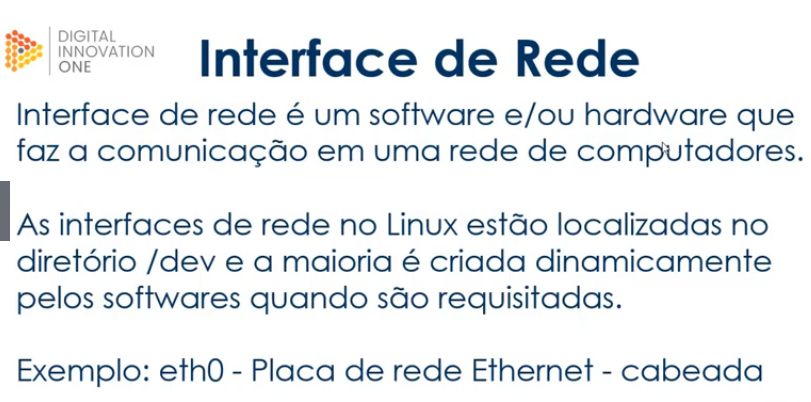 DIGITAL
INNOVATION
ONE
Interface de Rede
Interface de rede é um software e/ou hardware que
faz a comunicação em uma rede de computadores.
As interfaces de rede no Linux estão localizadas no
diretório /dev e a maioria é criada dinamicamente
pelos softwares quando são requisitadas.
Exemplo: eth0 - Placa de rede Ethernet - cabeada